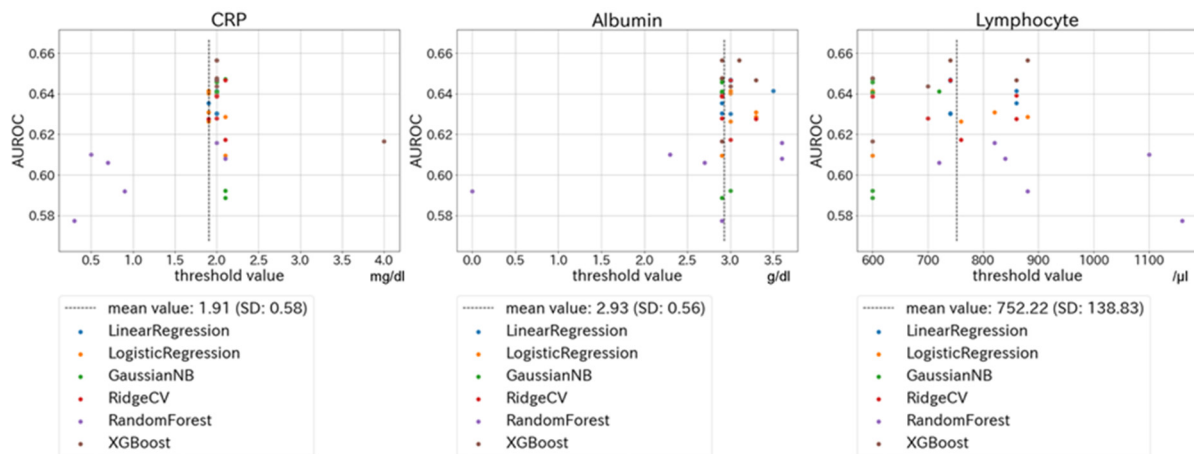 CRP
0.66
0.64
0.62
0.60
0.58
AUROC
0.5 1.0 1.5 2.0 2.5 3.0 3.5 4.0
threshold value mg/dl
mean value: 1.91 (SD: 0.58)
LinearRegression
LogisticRegression
GaussianNB
RidgeCV
RandomForest
XGBoost
Albumin
0.66
0.64
0.62
0.60
0.58
AUROC
0.0 0.5 1.0 1.5 2.0 2.5 3.0 3.5
threshold value g/dl
mean value: 2.93 (SD: 0.56)
LinearRegression
LogisticRegression
GaussianNB
RidgeCV
RandomForest
XGBoost
Lymphocyte
0.66
0.64
0.62
0.60
0.58
AUROC
600 700 800 900 1000 1100
threshold value /μl
mean value: 752.22 (SD: 138.83)
LinearRegression
LogisticRegression
GaussianNB
RidgeCV
RandomForest
XGBoost